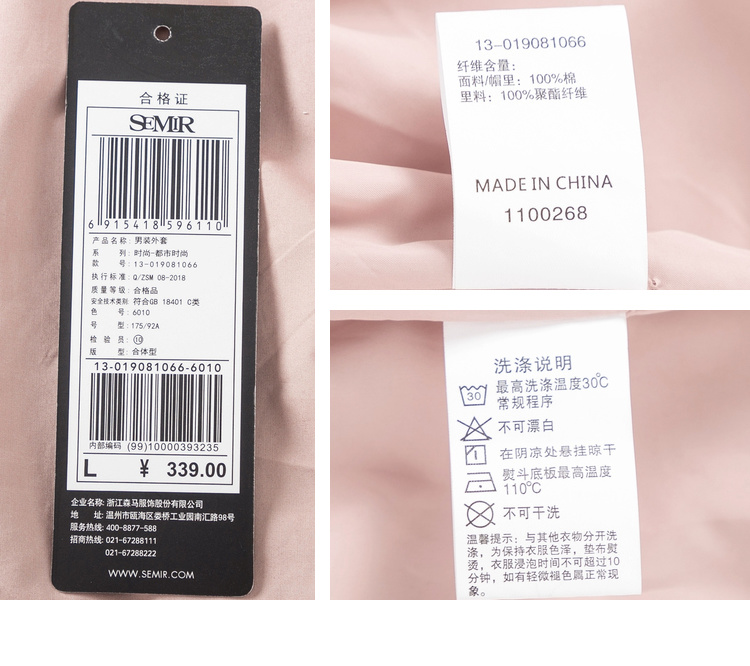 合格证
SEMIR
6 915418 596110
产品名称: 男装外套
系 列: 时尚-都市时尚
款 号: 13-019081066
执行标准: Q/ZSM 08-2018
质量等级: 合格品
安全技术类别: 符合GB 18401 C类
色 号: 6010
号 型: 175/92A
检 验 员: 10
版 型: 合体型
13-019081066-6010
内部编码 (99)10000393235
L ¥ 339.00
企业名称: 浙江森马服饰股份有限公司
地 址: 温州市瓯海区娄桥工业园南汇路98号
服务热线: 400-8877-588
招商热线: 021-67288111
021-67288222
WWW.SEMIR.COM
13-019081066
纤维含量:
面料/帽里: 100%棉
里料: 100%聚酯纤维
MADE IN CHINA
1100268
洗涤说明
30
最高洗涤温度30℃
常规程序
不可漂白
在阴凉处悬挂晾干
熨斗底板最高温度
110℃
不可干洗
温馨提示: 与其他衣物分开洗
涤, 为保持衣服色泽, 垫布熨
烫, 衣服浸泡时间不可超过10
分钟, 如有轻微褪色属正常现
象。